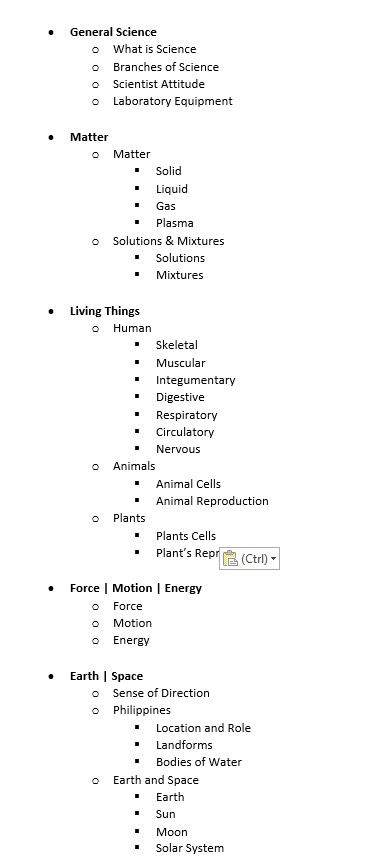 • General Science
o What is Science
o Branches of Science
o Scientist Attitude
o Laboratory Equipment
• Matter
o Matter
▪ Solid
▪ Liquid
▪ Gas
▪ Plasma
o Solutions & Mixtures
▪ Solutions
▪ Mixtures
• Living Things
o Human
▪ Skeletal
▪ Muscular
▪ Integumentary
▪ Digestive
▪ Respiratory
▪ Circulatory
▪ Nervous
o Animals
▪ Animal Cells
▪ Animal Reproduction
o Plants
▪ Plants Cells
▪ Plant's Repr (Ctrl)
• Force | Motion | Energy
o Force
o Motion
o Energy
• Earth | Space
o Sense of Direction
o Philippines
▪ Location and Role
▪ Landforms
▪ Bodies of Water
o Earth and Space
▪ Earth
▪ Sun
▪ Moon
▪ Solar System